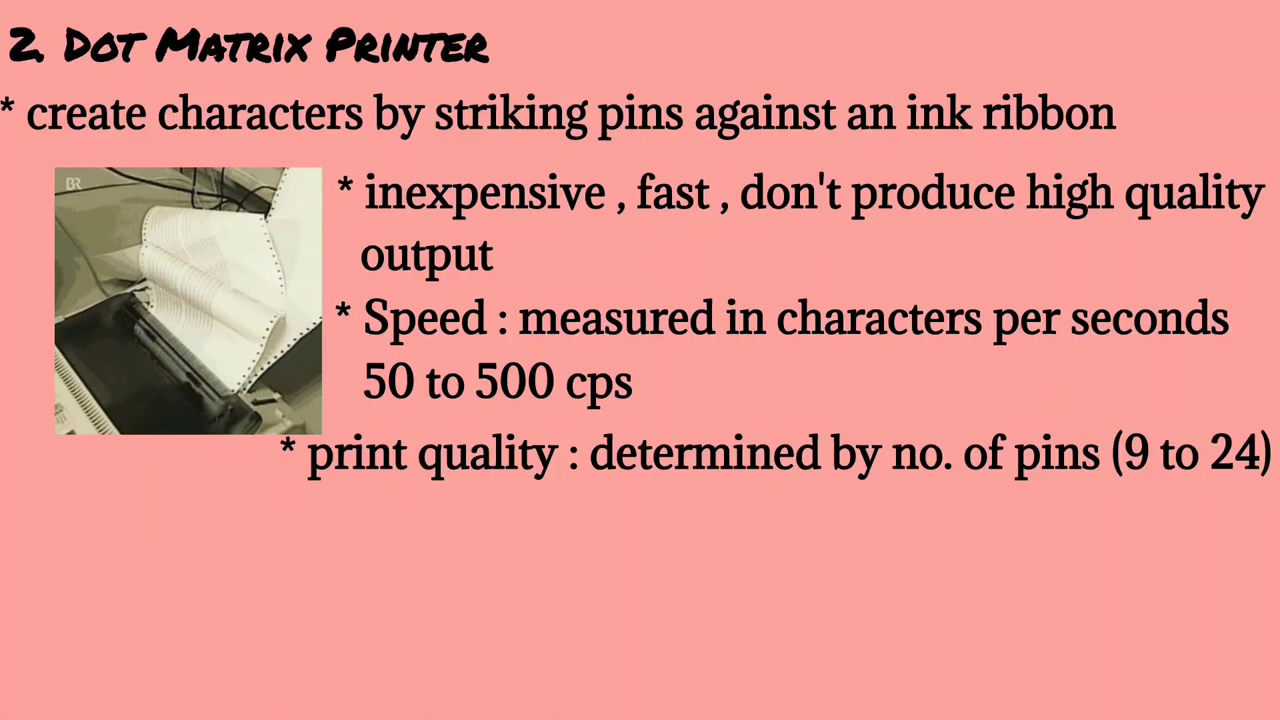 2. Dot Matrix Printer
* create characters by striking pins against an ink ribbon
BR
* inexpensive , fast , don't produce high quality
output
* Speed : measured in characters per seconds
50 to 500 cps
* print quality : determined by no. of pins (9 to 24)